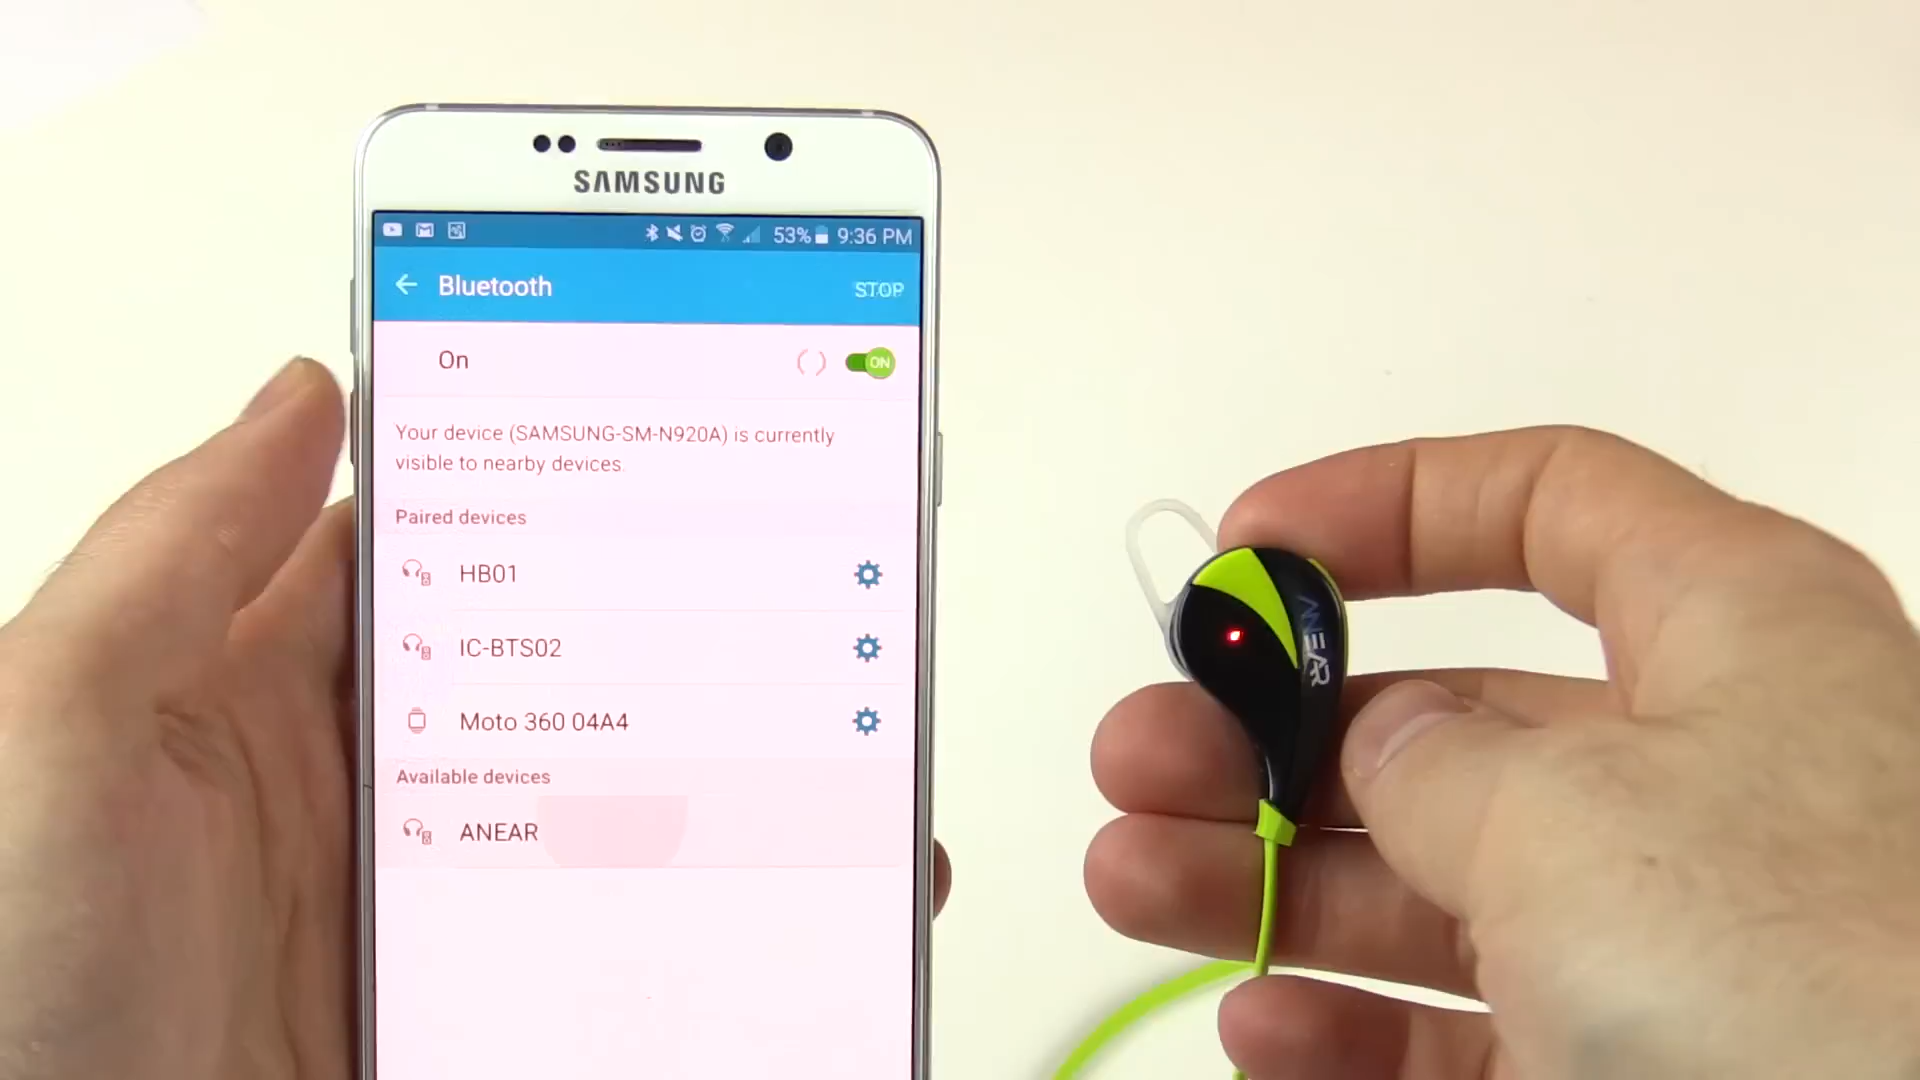 SAMSUNG
53% 9:36 PM
Bluetooth
STOP
On
ON
Your device (SAMSUNG-SM-N920A) is currently
visible to nearby devices.
Paired devices
HB01
IC-BTS02
Moto 360 04A4
Available devices
ANEAR
ANEAR